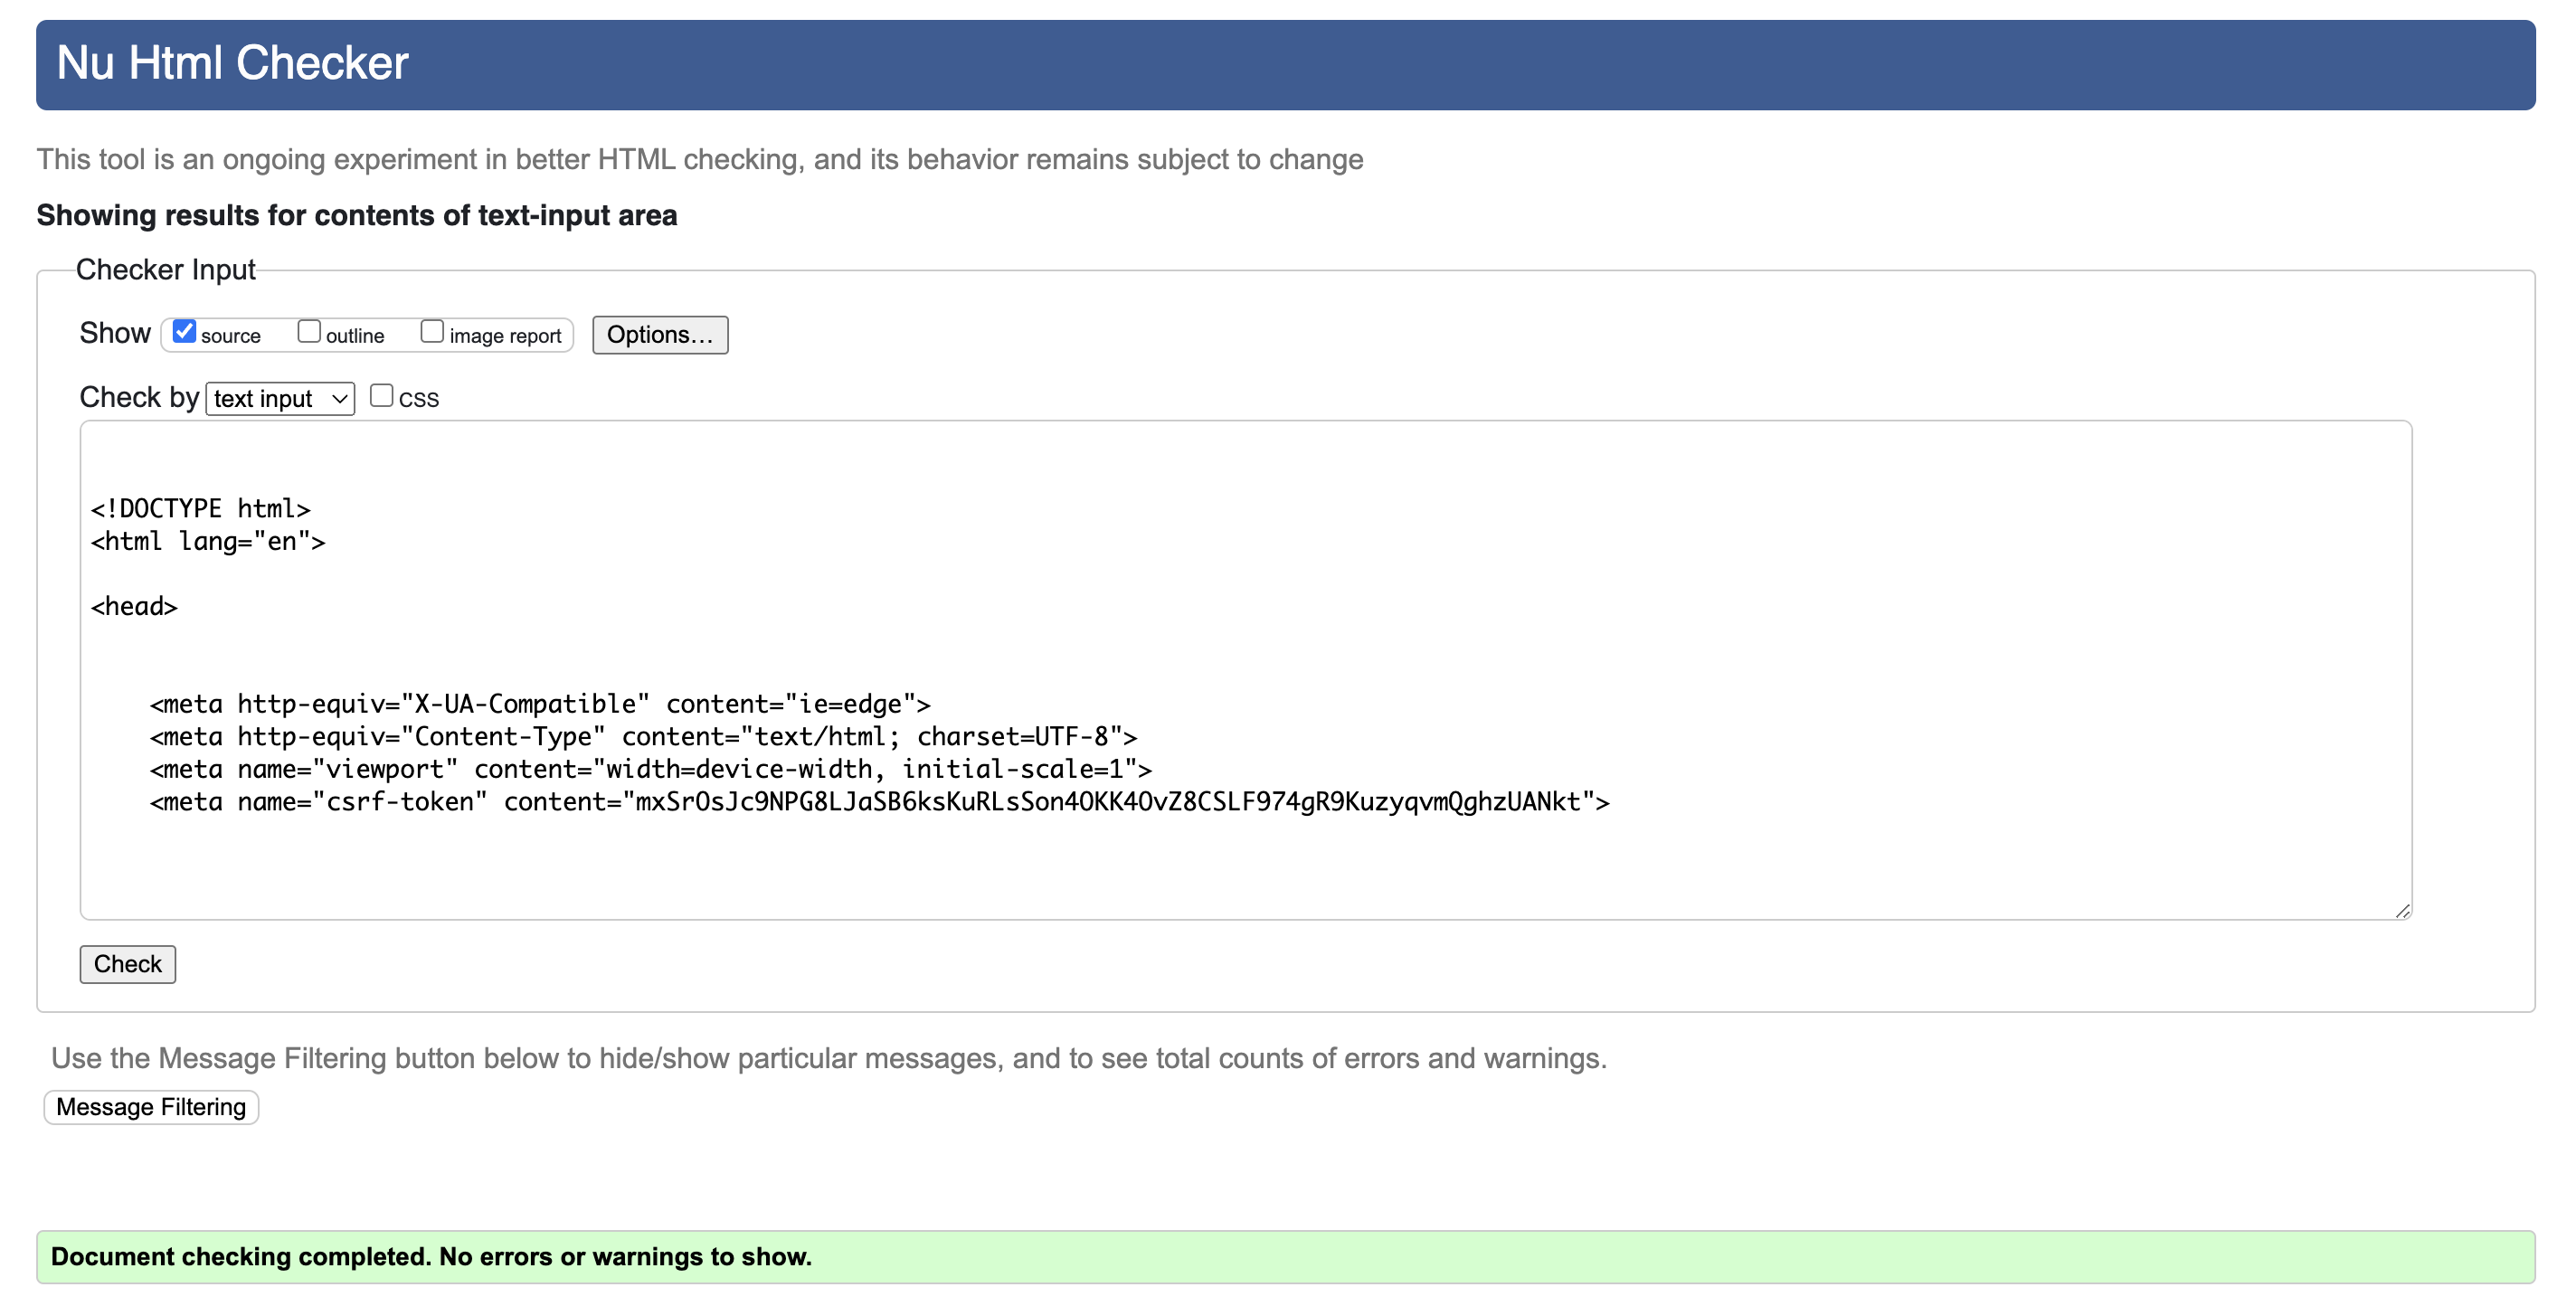 Nu Html Checker
This tool is an ongoing experiment in better HTML checking, and its behavior remains subject to change
Showing results for contents of text-input area
Checker Input
Show source outline image report Options...
Check by text input CSS
<!DOCTYPE html>
<html lang="en">
<head>
<meta http-equiv="X-UA-Compatible" content="ie=edge">
<meta http-equiv="Content-Type" content="text/html; charset=UTF-8">
<meta name="viewport" content="width=device-width, initial-scale=1">
<meta name="csrf-token" content="mxSrOsJc9NPG8LJaSB6ksKuRLsSon4OKK4OvZ8CSLF974gR9KuzyqvmQghzUANkt">
Check
Use the Message Filtering button below to hide/show particular messages, and to see total counts of errors and warnings.
Message Filtering
Document checking completed. No errors or warnings to show.